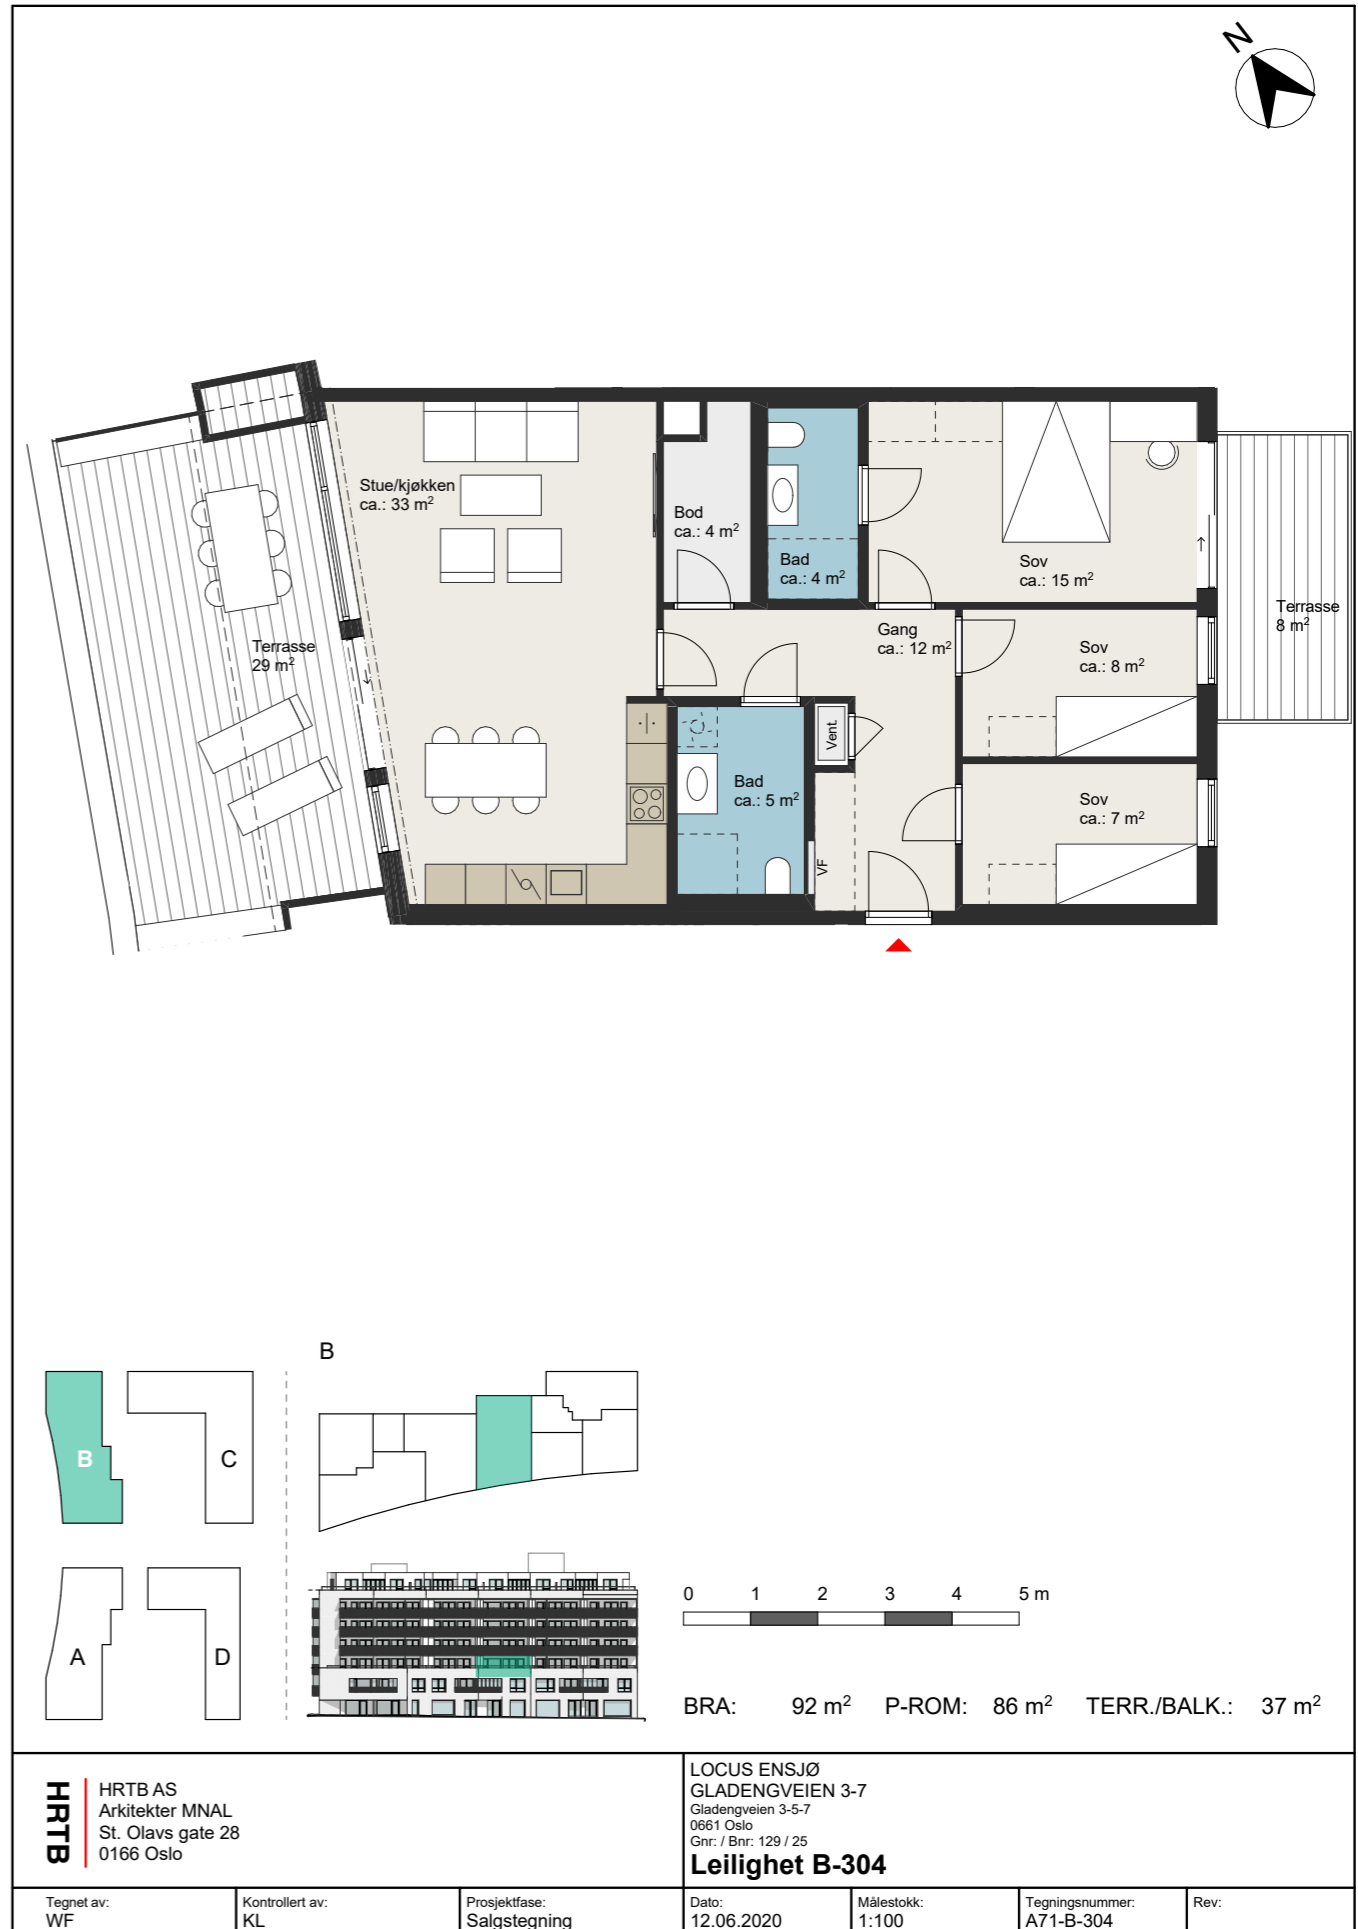 N
Stue/kjøkken
ca.: 33 m²
Bod
ca.: 4 m²
Bad
ca.: 4 m²
Sov
ca.: 15 m²
Terrasse
8 m²
Gang
ca.: 12 m²
Sov
ca.: 8 m²
Terrasse
29 m²
Vent.
Bad
ca.: 5 m²
Sov
ca.: 7 m²
VF
B
B
C
A
D
0 1 2 3 4 5 m
BRA: 92 m² P-ROM: 86 m² TERR./BALK.: 37 m²
HRTB
HRTB AS
Arkitekter MNAL
St. Olavs gate 28
0166 Oslo
LOCUS ENSJØ
GLADENGVEIEN 3-7
Gladengveien 3-5-7
0661 Oslo
Gnr: / Bnr: 129 / 25
Leilighet B-304
Tegnet av:
WF
Kontrollert av:
KL
Prosjektfase:
Salgstegning
Dato:
12.06.2020
Målestokk:
1:100
Tegningsnummer:
A71-B-304
Rev: